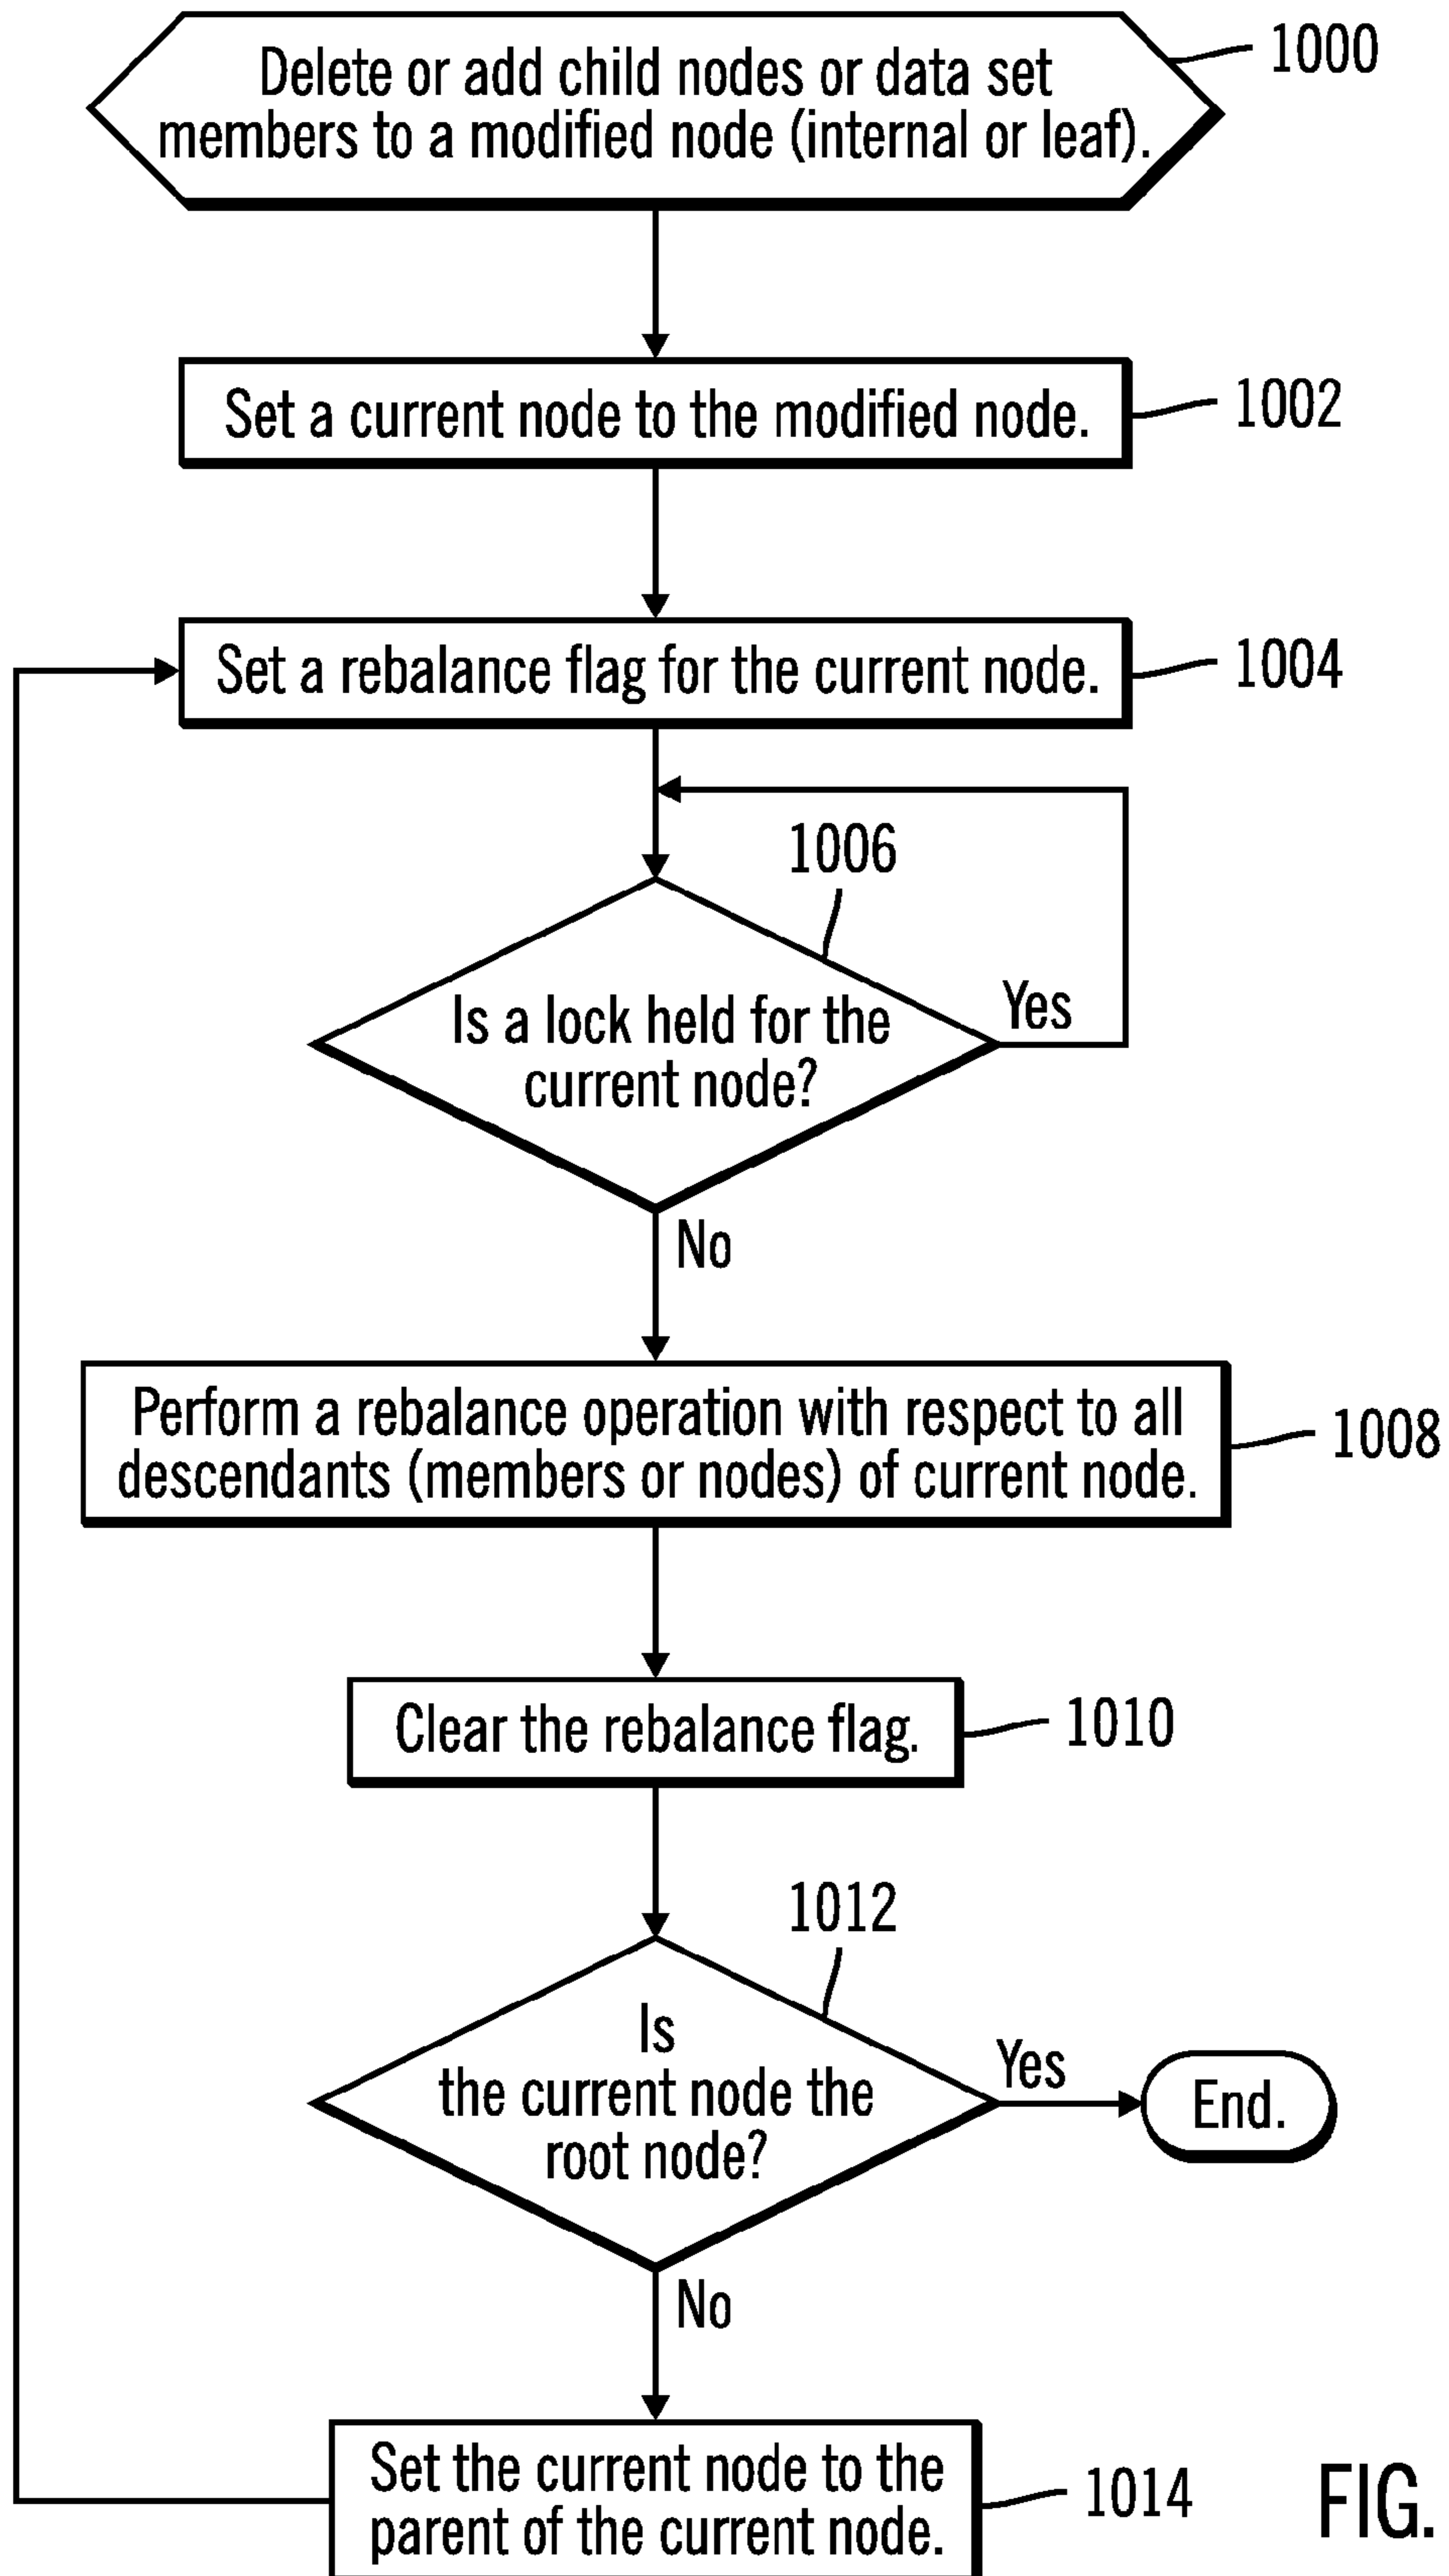 Delete or add child nodes or data set
members to a modified node (internal or leaf).
1000
Set a current node to the modified node.
1002
Set a rebalance flag for the current node.
1004
1006
Is a lock held for the
current node?
Yes
No
Perform a rebalance operation with respect to all
descendants (members or nodes) of current node.
1008
Clear the rebalance flag.
1010
1012
Is
the current node the
root node?
Yes
End.
No
Set the current node to the
parent of the current node.
1014
FIG.